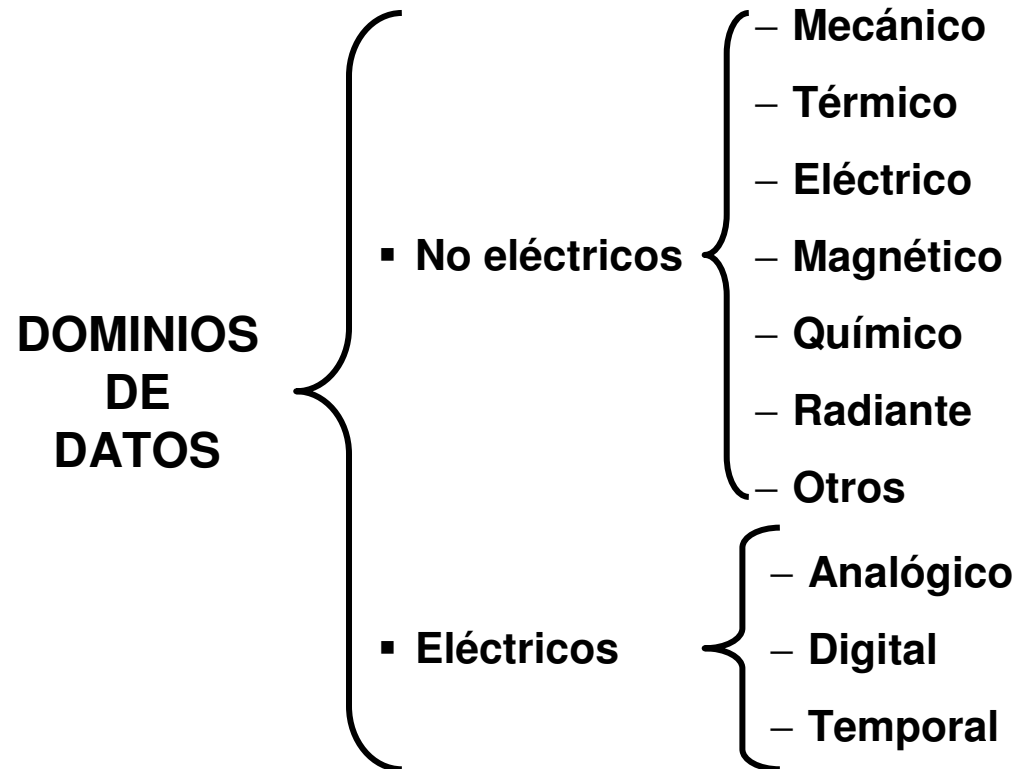 DOMINIOS
DE
DATOS
▪ No eléctricos
– Mecánico
– Térmico
– Eléctrico
– Magnético
– Químico
– Radiante
– Otros
▪ Eléctricos
– Analógico
– Digital
– Temporal